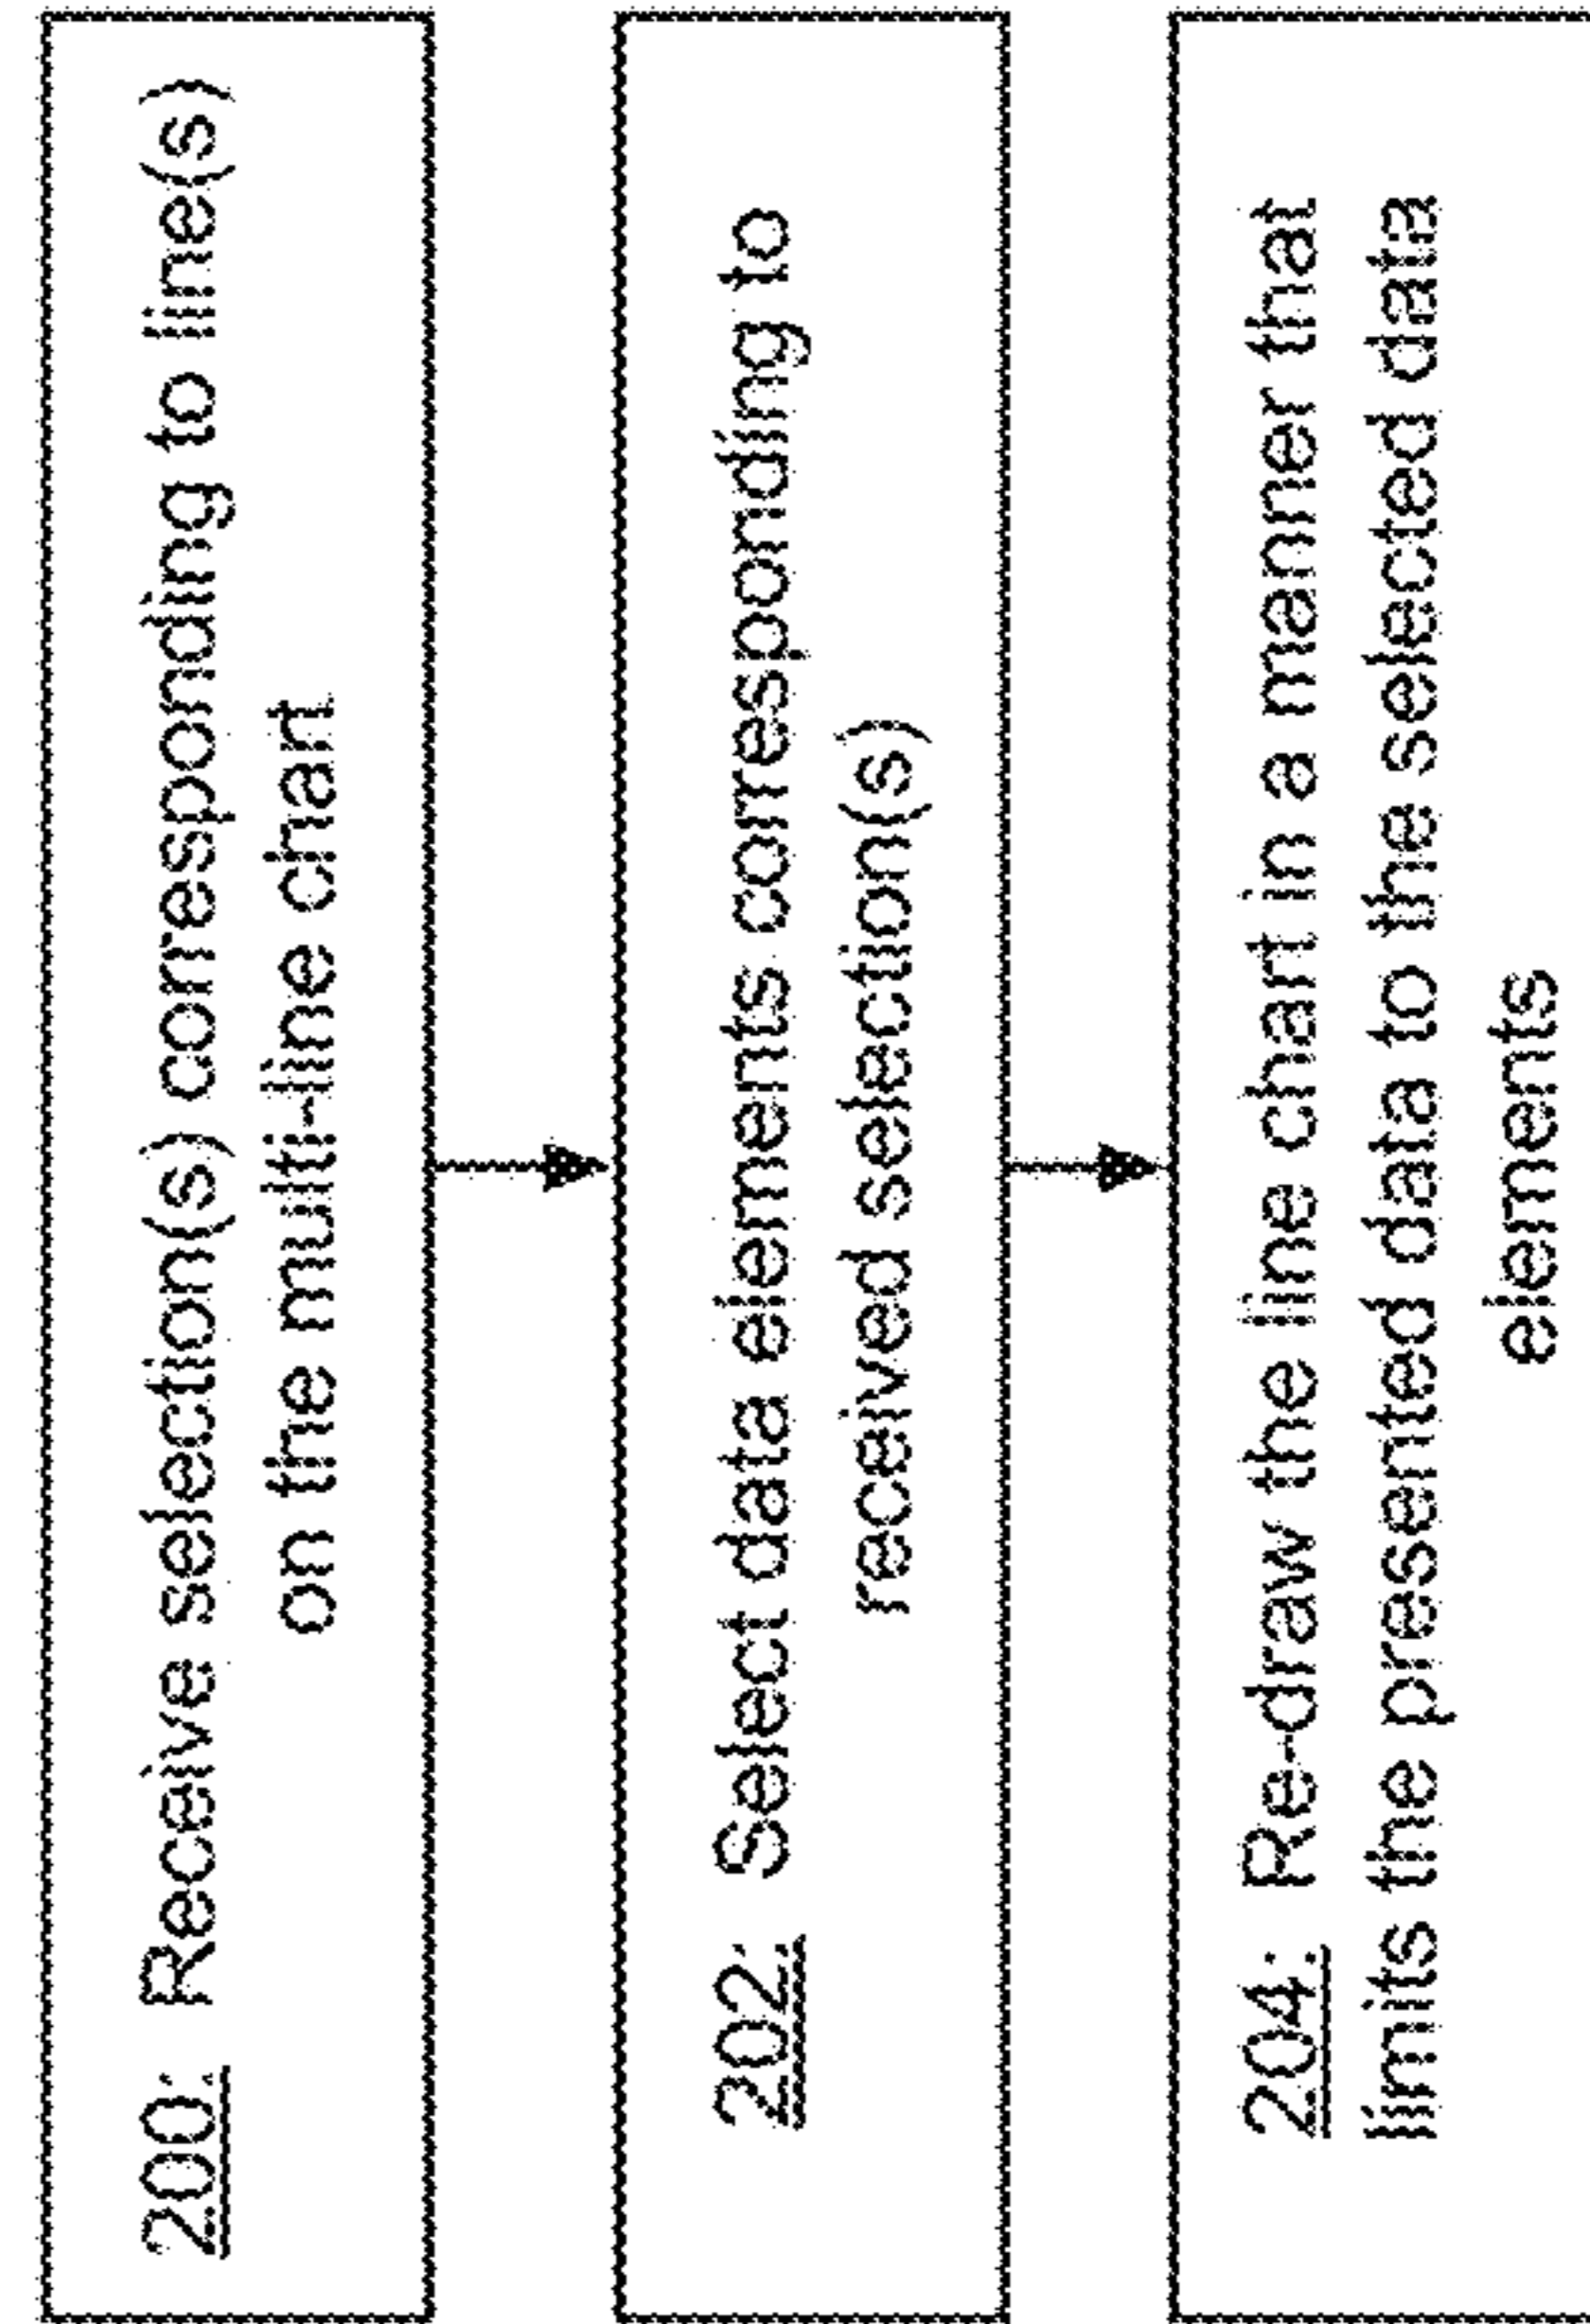 200: Receive selection(s) corresponding to line(s)
on the multi-line chart
202: Select data elements corresponding to
received selection(s)
204: Re-draw the line chart in a manner that
limits the presented data to the selected data
elements